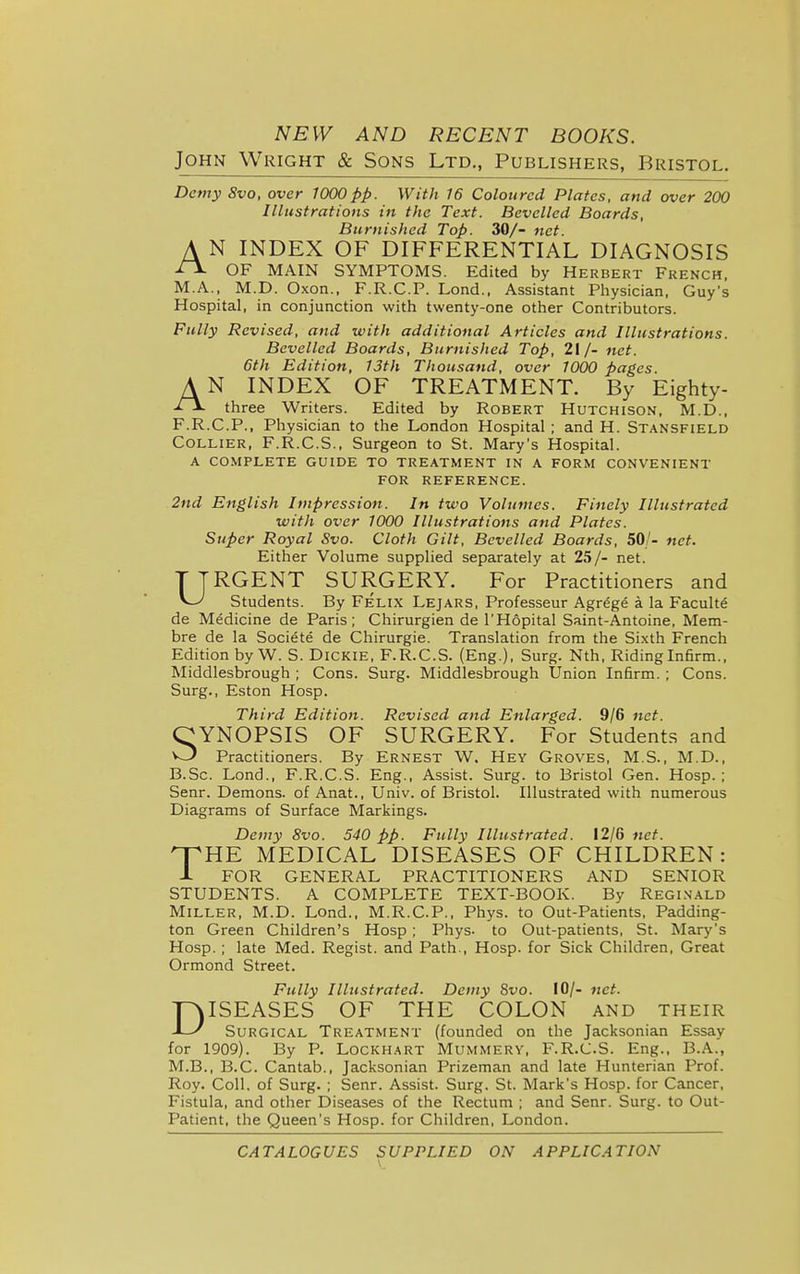 NEW AND RECENT BOOKS.
JOHN WRIGHT & SONS LTD., PUBLISHERS, BRISTOL.
Demy 8vo, over 1000 pp. With 16 Coloured Plates, and over 200
Illustrations in the Text. Bevelled Boards,
Burnished Top. 30/- net.
AN INDEX OF DIFFERENTIAL DIAGNOSIS
OF MAIN SYMPTOMS. Edited by HERBERT FRENCH,
M.A., M.D. Oxon., F.R.C.P. Lond., Assistant Physician, Guy's
Hospital, in conjunction with twenty-one other Contributors.
Fully Revised, and with additional Articles and Illustrations.
Bevelled Boards, Burnished Top, 21/- net.
6th Edition, 13th Thousand, over 1000 pages.
AN INDEX OF TREATMENT. By Eighty-
three Writers. Edited by ROBERT HUTCHISON, M.D.,
F.R.C.P., Physician to the London Hospital ; and H. STANSFIELD
COLLIER, F.R.C.S., Surgeon to St. Mary's Hospital.
A COMPLETE GUIDE TO TREATMENT IN A FORM CONVENIENT
FOR REFERENCE.
2nd English Impression. In two Volumes. Finely Illustrated
with over 1000 Illustrations and Plates.
Super Royal 8vo. Cloth Gilt, Bevelled Boards, 50/- net.
Either Volume supplied separately at 25/- net.
URGENT SURGERY. For Practitioners and
Students. By FÉLIX LEJARS, Professeur Agrégé à la Faculté
de Médicine de Paris ; Chirurgien de l'Hôpital Saint-Antoine, Mem-
bre de la Société de Chirurgie. Translation from the Sixth French
Edition by W. S. DICKIE, F.R.C.S. (Eng.), Surg. Nth, Riding Infirm.,
Middlesbrough ; Cons. Surg. Middlesbrough Union Infirm. ; Cons.
Surg., Eston Hosp.
Third Edition. Revised and Enlarged. 9/6 net.
SYNOPSIS OF SURGERY. For Students and
Practitioners. By ERNEST W. HEY GROVES, M.S., M.D.,
B.Sc. Lond., F.R.C.S. Eng., Assist. Surg. to Bristol Gen. Hosp. ;
Senr. Demons. of Anat., Univ. of Bristol. Illustrated with numerous
Diagrams of Surface Markings.
Demy 8vo. 540 pp. Fully Illustrated. 12/6 net.
THE MEDICAL DISEASES OF CHILDREN :
FOR GENERAL PRACTITIONERS AND SENIOR
STUDENTS. A COMPLETE TEXT-BOOK. By REGINALD
MILLER, M.D. Lond., M.R.C.P., Phys. to Out-Patients, Padding-
ton Green Children's Hosp ; Phys. to Out-patients, St. Mary's
Hosp. ; late Med. Regist. and Path., Hosp. for Sick Children, Great
Ormond Street.
Fully Illustrated. Demy 8vo. 10/- net.
DISEASES OF THE COLON AND THEIR
SURGICAL TREATMENT (founded on the Jacksonian Essay
for 1909). By P. LOCKHART MUMMERY, F.R.C.S. Eng., B.A.,
M.B., B.C. Cantab., Jacksonian Prizeman and late Hunterian Prof.
Roy. Coll. of Surg. ; Senr. Assist. Surg. St. Mark's Hosp. for Cancer,
Fistula, and other Diseases of the Rectum ; and Senr. Surg. to Out-
Patient, the Queen's Hosp. for Children, London.
CATALOGUES SUPPLIED ON APPLICATION